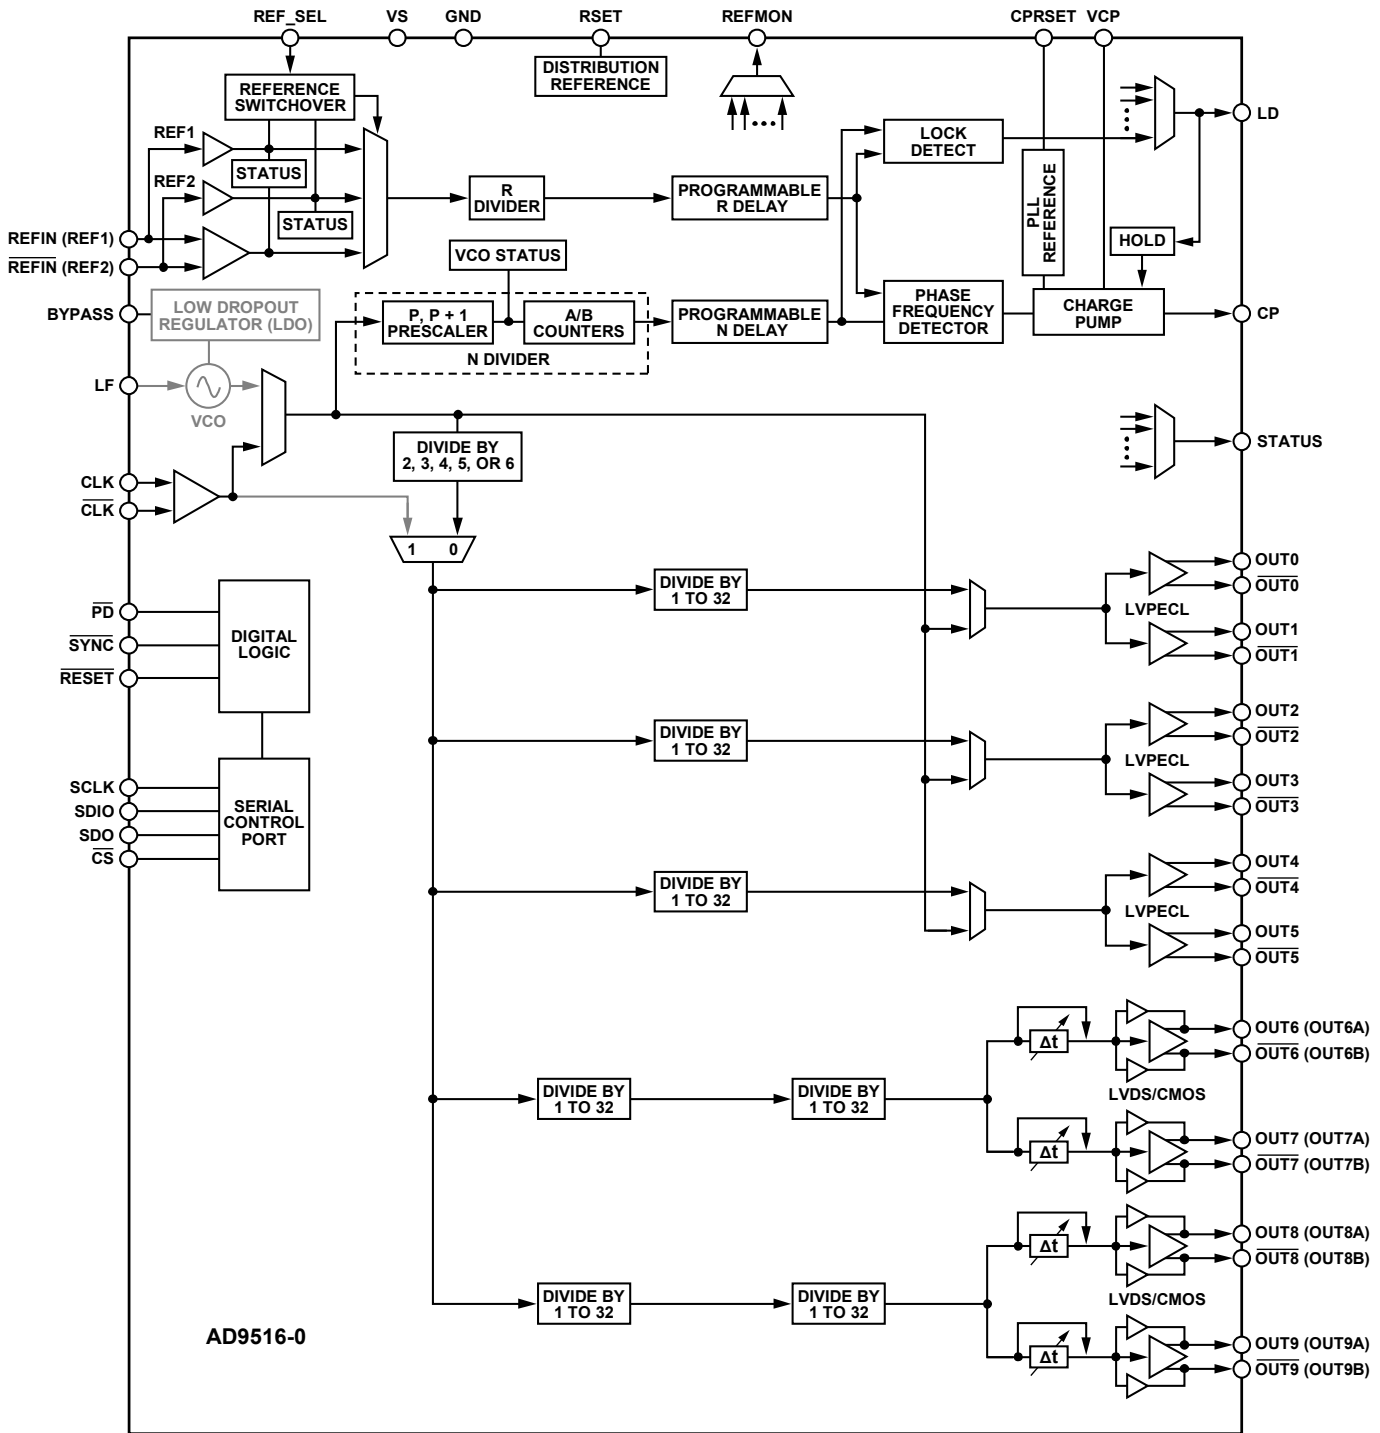 REF_SEL
VS
GND
RSET
REFMON
CPRSET
VCP
REFERENCE
SWITCHOVER
DISTRIBUTION
REFERENCE
REF1
STATUS
REF2
STATUS
REFIN (REF1)
REFIN (REF2)
R
DIVIDER
PROGRAMMABLE
R DELAY
LOCK
DETECT
PLL
REFERENCE
LD
HOLD
VCO STATUS
BYPASS
LOW DROPOUT
REGULATOR (LDO)
P, P + 1
PRESCALER
A/B
COUNTERS
N DIVIDER
PROGRAMMABLE
N DELAY
PHASE
FREQUENCY
DETECTOR
CHARGE
PUMP
CP
LF
VCO
DIVIDE BY
2, 3, 4, 5, OR 6
STATUS
CLK
CLK
1 0
PD
SYNC
RESET
DIGITAL
LOGIC
SCLK
SDIO
SDO
CS
SERIAL
CONTROL
PORT
DIVIDE BY
1 TO 32
LVPECL
OUT0
OUT0
OUT1
OUT1
DIVIDE BY
1 TO 32
LVPECL
OUT2
OUT2
OUT3
OUT3
DIVIDE BY
1 TO 32
LVPECL
OUT4
OUT4
OUT5
OUT5
DIVIDE BY
1 TO 32
DIVIDE BY
1 TO 32
Δt
Δt
LVDS/CMOS
OUT6 (OUT6A)
OUT6 (OUT6B)
OUT7 (OUT7A)
OUT7 (OUT7B)
DIVIDE BY
1 TO 32
DIVIDE BY
1 TO 32
Δt
Δt
LVDS/CMOS
OUT8 (OUT8A)
OUT8 (OUT8B)
OUT9 (OUT9A)
OUT9 (OUT9B)
AD9516-0